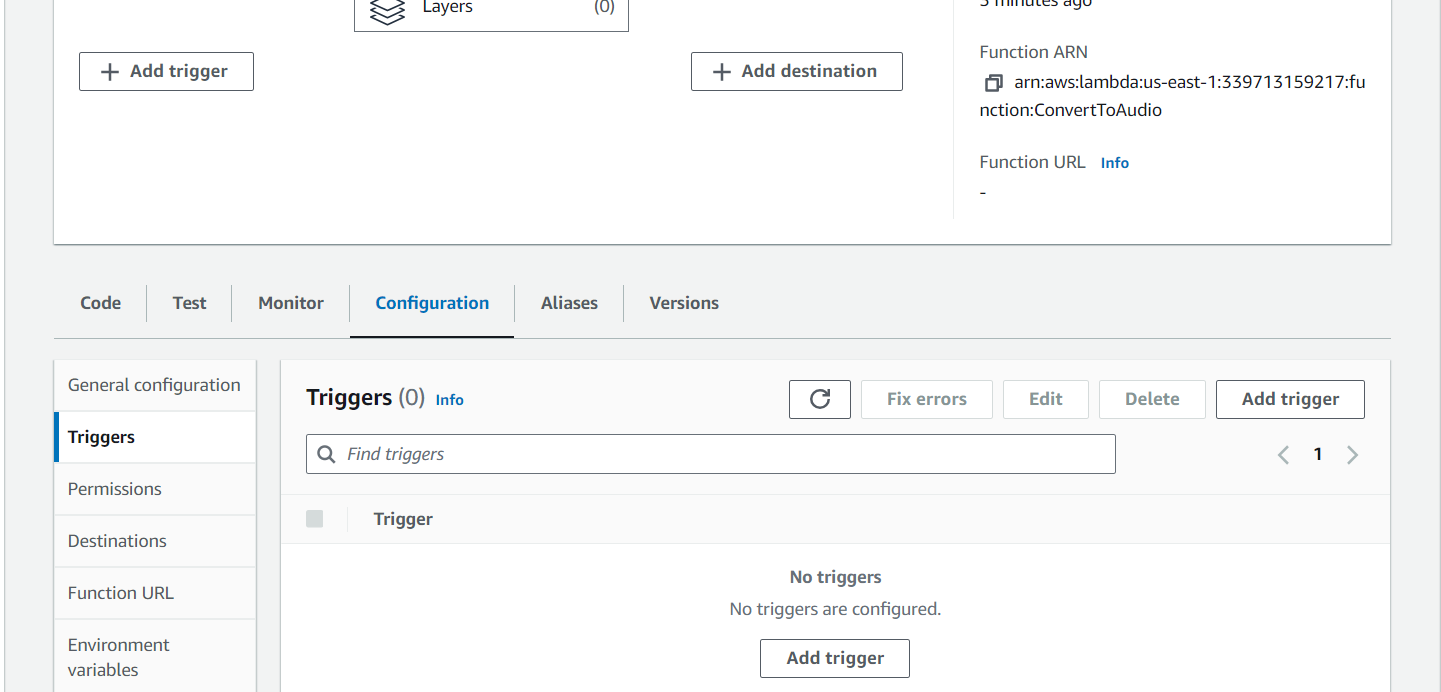 Layers (0)
3 minutes ago
Add trigger
Add destination
Function ARN
arn:aws:lambda:us-east-1:339713159217:fu
nction:ConvertToAudio
Function URL Info
-
Code Test Monitor Configuration Aliases Versions
General configuration
Triggers
Permissions
Destinations
Function URL
Environment
variables
Triggers (0) Info
Fix errors Edit Delete Add trigger
Find triggers
1
Trigger
No triggers
No triggers are configured.
Add trigger